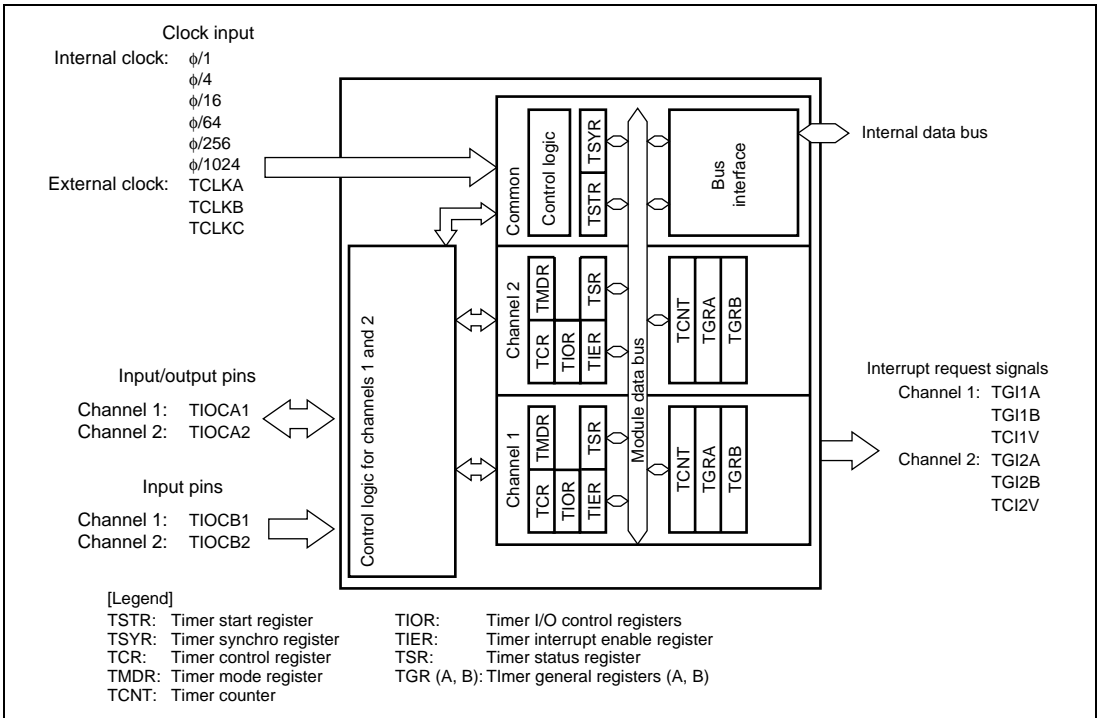 Clock input
Internal clock: ϕ/1
ϕ/4
ϕ/16
ϕ/64
ϕ/256
ϕ/1024
External clock: TCLKA
TCLKB
TCLKC
Input/output pins
Channel 1: TIOCA1
Channel 2: TIOCA2
Input pins
Channel 1: TIOCB1
Channel 2: TIOCB2
Control logic for channels 1 and 2
Common
Control logic
TSTR TSYR
Bus
interface
Internal data bus
Channel 2
TCR TMDR
TIOR
TIER TSR
TCNT
TGRA
TGRB
Module data bus
Channel 1
TCR TMDR
TIOR
TIER TSR
TCNT
TGRA
TGRB
Interrupt request signals
Channel 1: TGI1A
TGI1B
TCI1V
Channel 2: TGI2A
TGI2B
TCI2V
[Legend]
TSTR: Timer start register
TSYR: Timer synchro register
TCR: Timer control register
TMDR: Timer mode register
TCNT: Timer counter
TIOR: Timer I/O control registers
TIER: Timer interrupt enable register
TSR: Timer status register
TGR (A, B): TImer general registers (A, B)